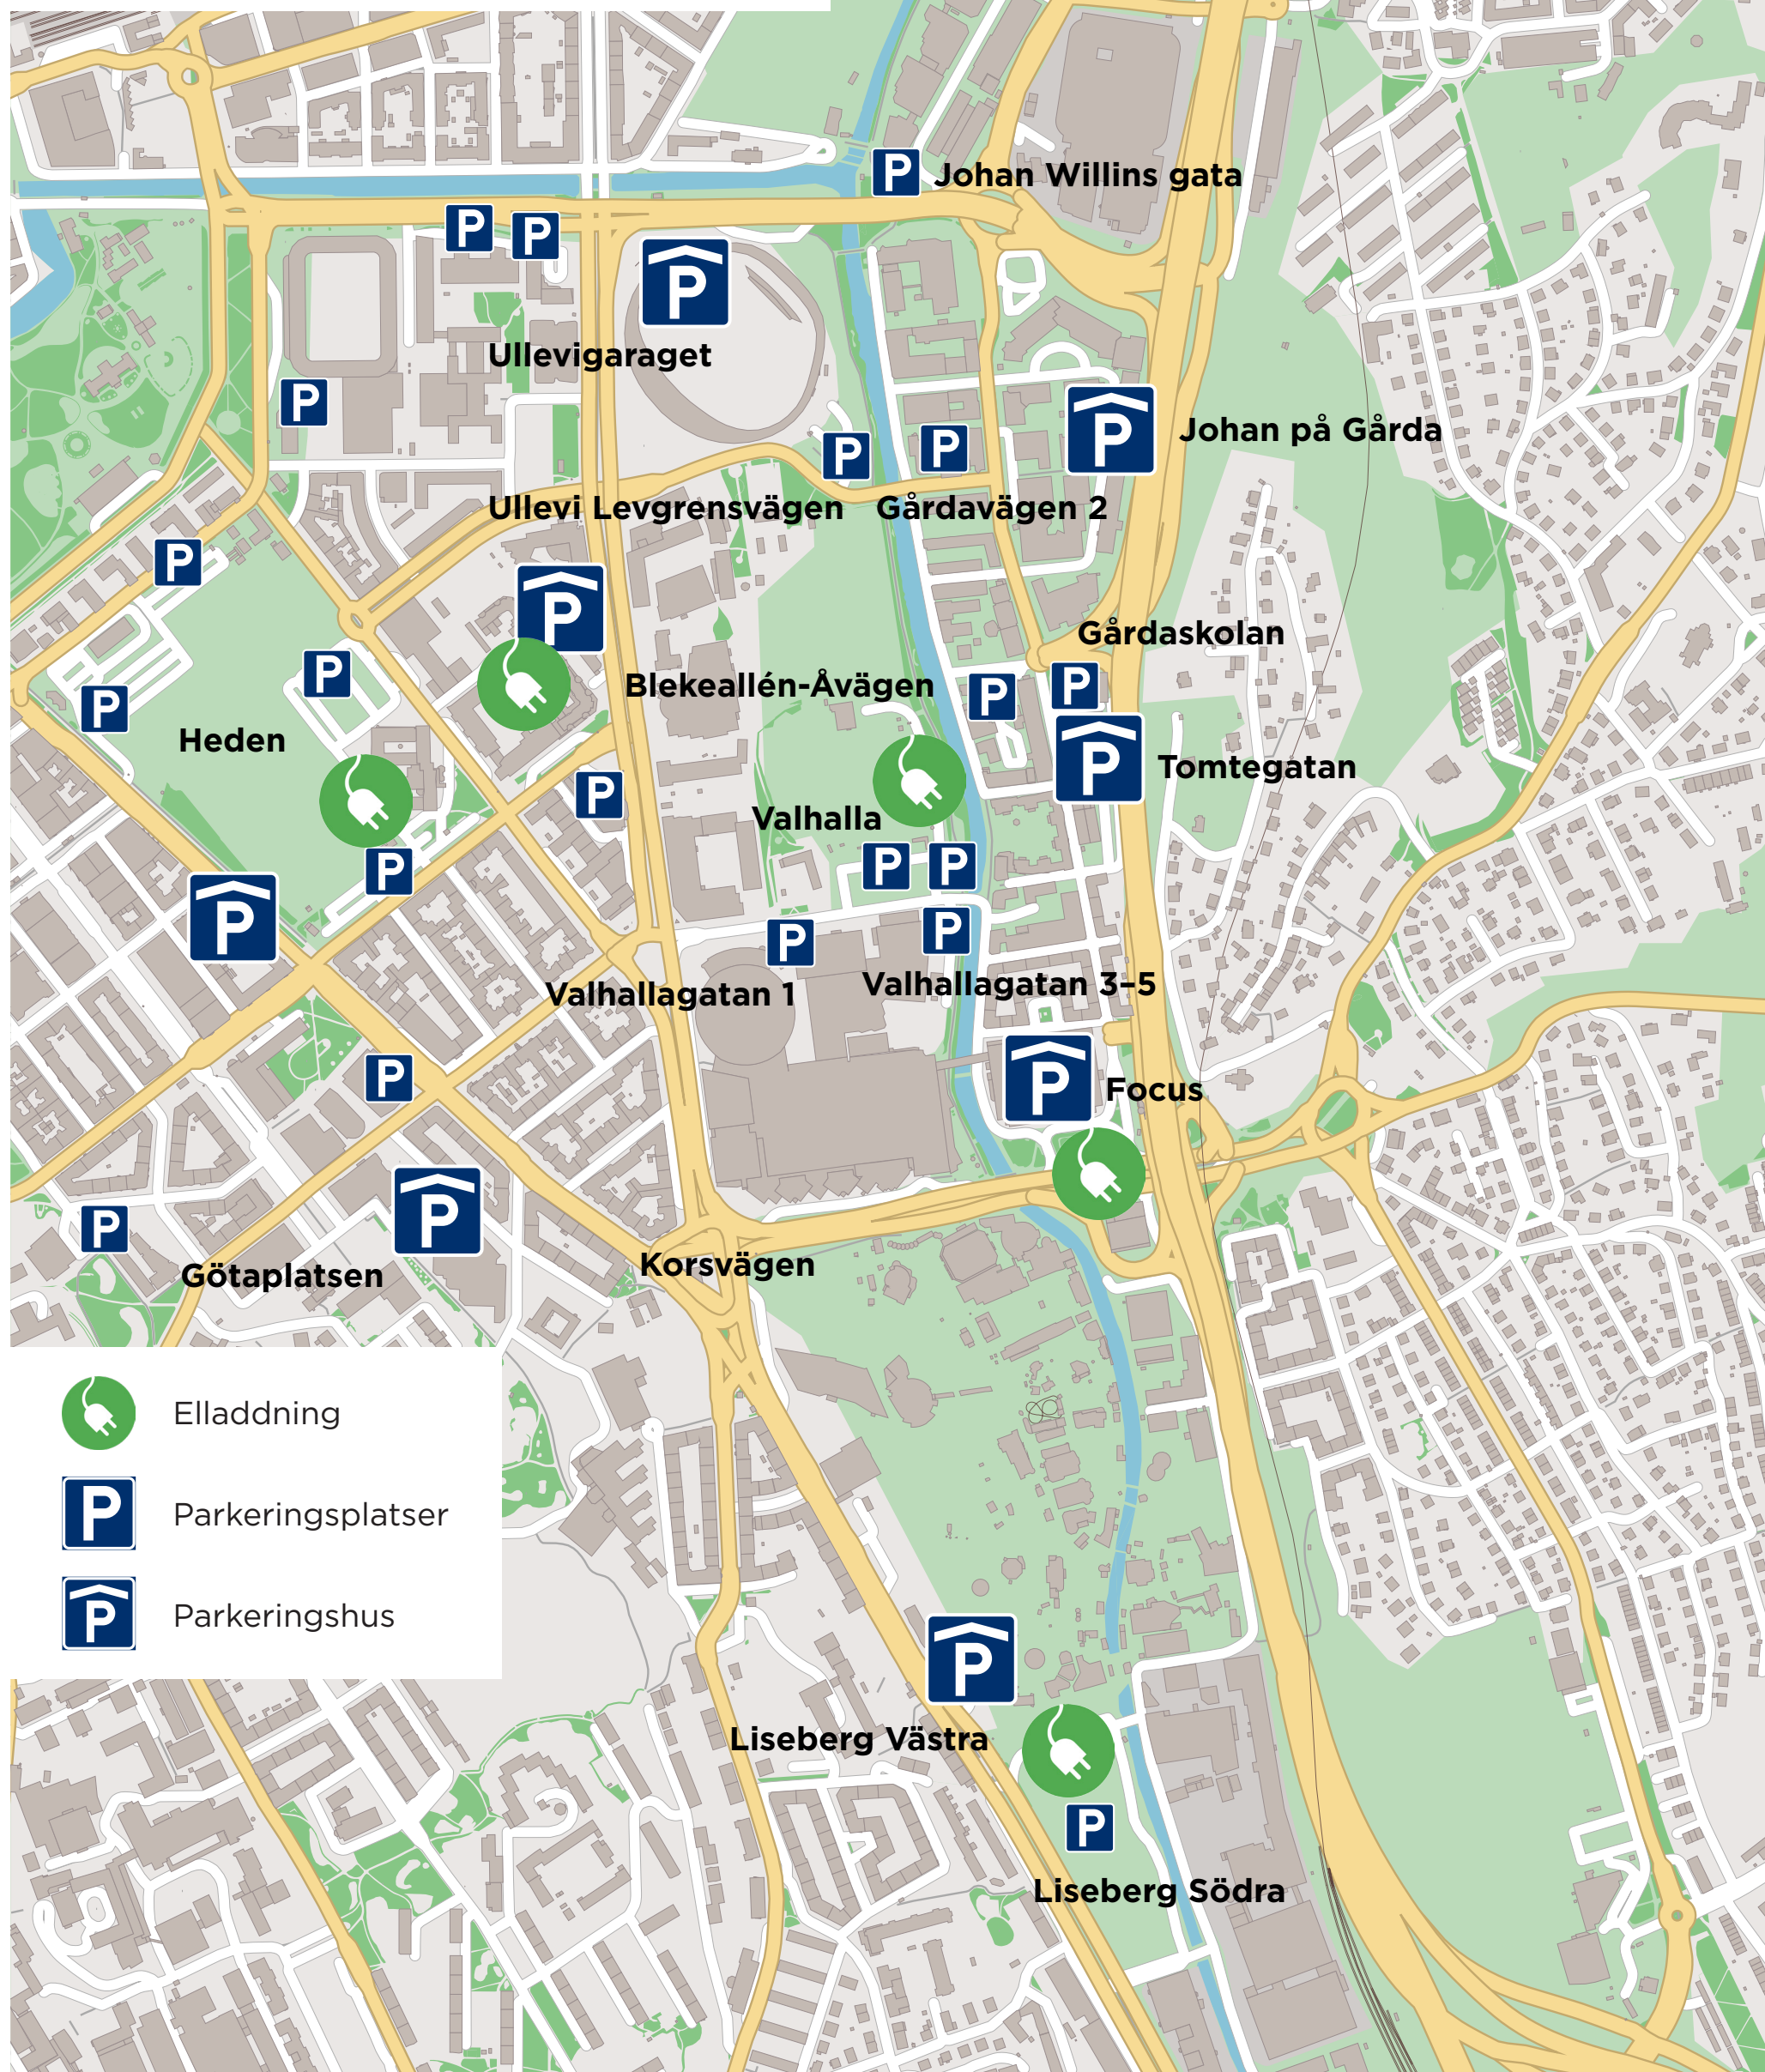 P Johan Willins gata
P
P
P
Ullevigaraget
P
P
Johan på Gårda
P
P
Ullevi Levgrensvägen
Gårdavägen 2
P
P
Gårdaskolan
P
P
P
P
Blekeallén-Åvägen
P
Heden
P
Tomtegatan
P
Valhalla
P
P
P
P
P
P
Valhallagatan 3–5
Valhallagatan 1
P
P
Focus
P
P
Korsvägen
Götaplatsen
Elladdning
P Parkeringsplatser
P Parkeringshus
P
Liseberg Västra
P
Liseberg Södra